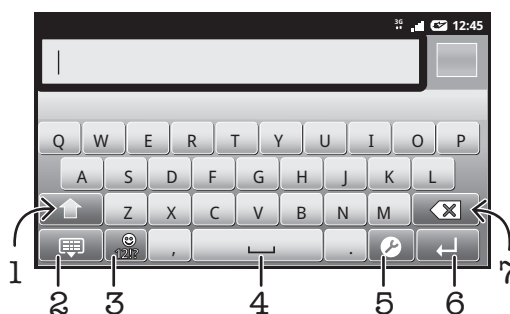 3G 12:45
Q W E R T Y U I O P
A S D F G H J K L
Z X C V B N M
12!? , .
1 2 3 4 5 6 7